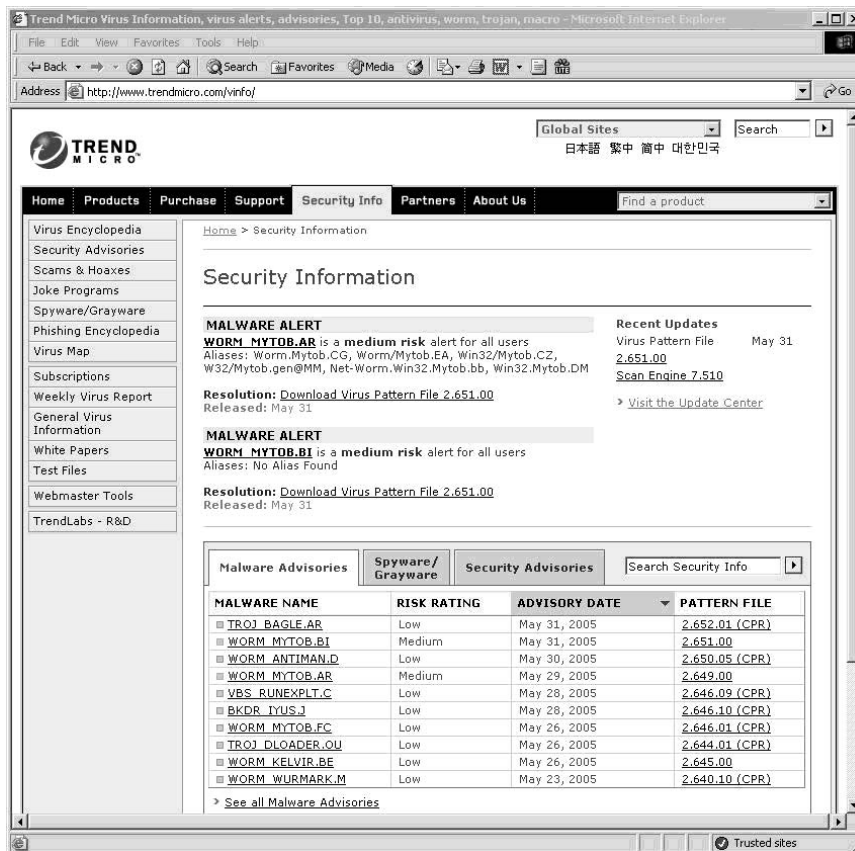 Trend Micro Virus Information, virus alerts, advisories, Top 10, antivirus, worm, trojan, macro - Microsoft Internet Explorer
File Edit View Favorites Tools Help
Back Search Favorites Media
Address http://www.trendmicro.com/vinfo/ Go
TREND MICRO
Global Sites Search
日本語 繁中 简中 대한민국
Home Products Purchase Support Security Info Partners About Us Find a product
Virus Encyclopedia
Security Advisories
Scams & Hoaxes
Joke Programs
Spyware/Grayware
Phishing Encyclopedia
Virus Map
Subscriptions
Weekly Virus Report
General Virus
Information
White Papers
Test Files
Webmaster Tools
TrendLabs - R&D
Home > Security Information
Security Information
MALWARE ALERT
WORM_MYTOB.AR is a medium risk alert for all users
Aliases: Worm.Mytob.CG, Worm/Mytob.EA, Win32/Mytob.CZ,
W32/Mytob.gen@MM, Net-Worm.Win32.Mytob.bb, Win32.Mytob.DM
Resolution: Download Virus Pattern File 2.651.00
Released: May 31
MALWARE ALERT
WORM_MYTOB.BI is a medium risk alert for all users
Aliases: No Alias Found
Resolution: Download Virus Pattern File 2.651.00
Released: May 31
Recent Updates
Virus Pattern File May 31
2.651.00
Scan Engine 7.510
> Visit the Update Center
Malware Advisories
Spyware/
Grayware
Security Advisories
Search Security Info
MALWARE NAME RISK RATING ADVISORY DATE PATTERN FILE
TROJ_BAGLE.AR Low May 31, 2005 2.652.01 (CPR)
WORM_MYTOB.BI Medium May 31, 2005 2.651.00
WORM_ANTIMAN.D Low May 30, 2005 2.650.05 (CPR)
WORM_MYTOB.AR Medium May 29, 2005 2.649.00
VBS_RUNEXPLT.C Low May 28, 2005 2.646.09 (CPR)
BKDR_IYUS.J Low May 28, 2005 2.646.10 (CPR)
WORM_MYTOB.FC Low May 26, 2005 2.646.01 (CPR)
TROJ_DLOADER.OU Low May 26, 2005 2.644.01 (CPR)
WORM_KELVIR.BE Low May 26, 2005 2.645.00
WORM_WURMARK.M Low May 23, 2005 2.640.10 (CPR)
> See all Malware Advisories
Trusted sites